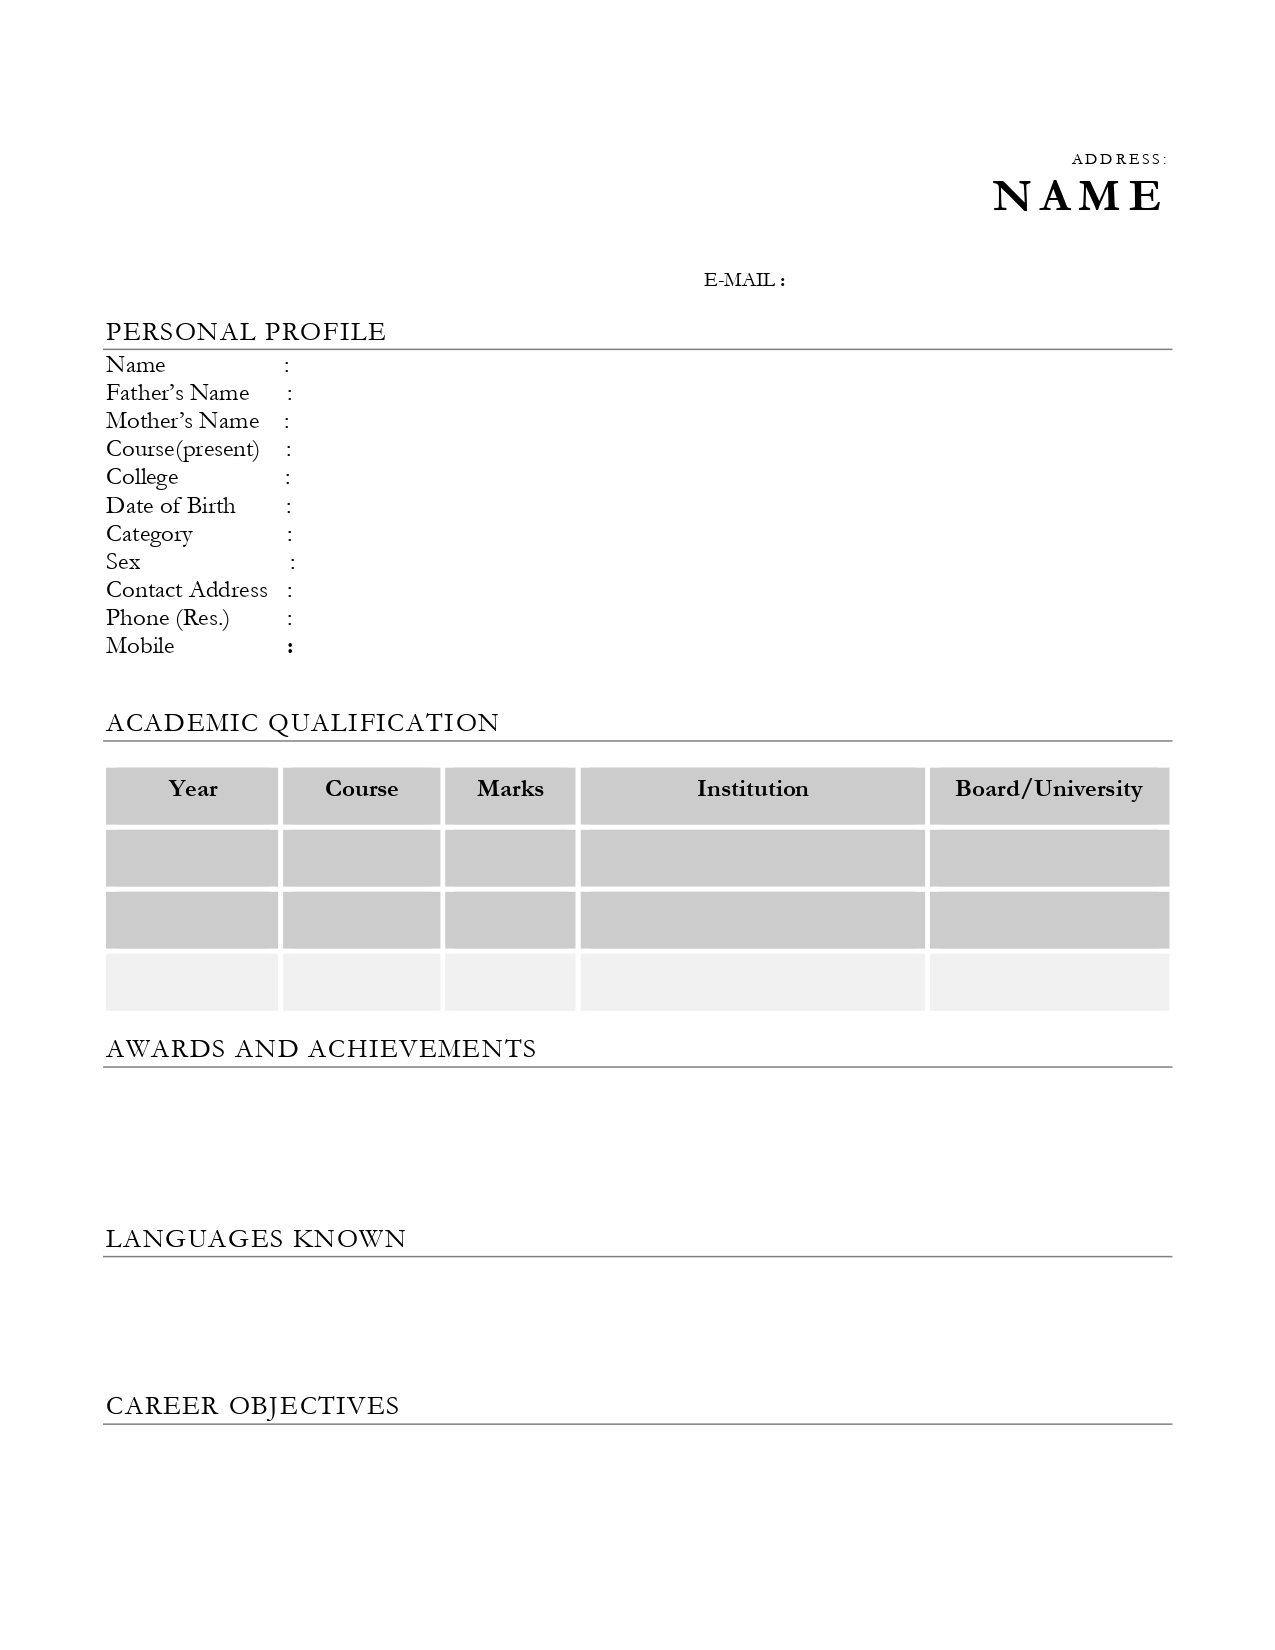 ADDRESS:
NAME
E-MAIL :
PERSONAL PROFILE
Name :
Father’s Name :
Mother’s Name :
Course(present) :
College :
Date of Birth :
Category :
Sex :
Contact Address :
Phone (Res.) :
Mobile :
ACADEMIC QUALIFICATION
Year Course Marks Institution Board/University
AWARDS AND ACHIEVEMENTS
LANGUAGES KNOWN
CAREER OBJECTIVES